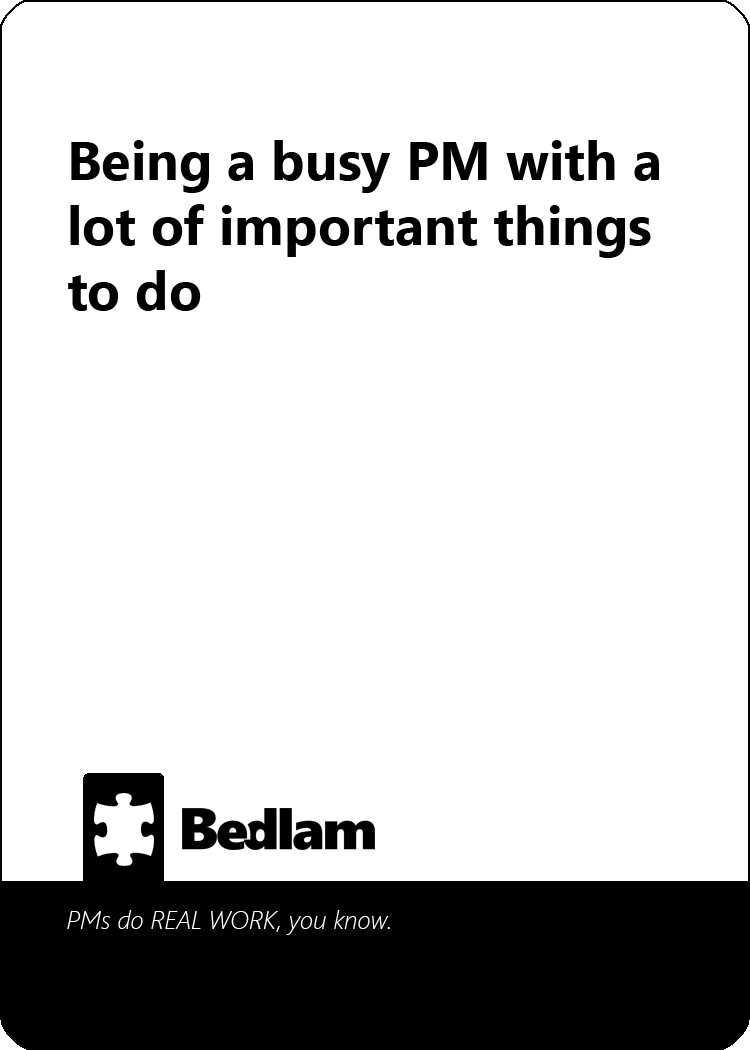 Being a busy PM with a
lot of important things
to do
Bedlam
PMs do REAL WORK, you know.